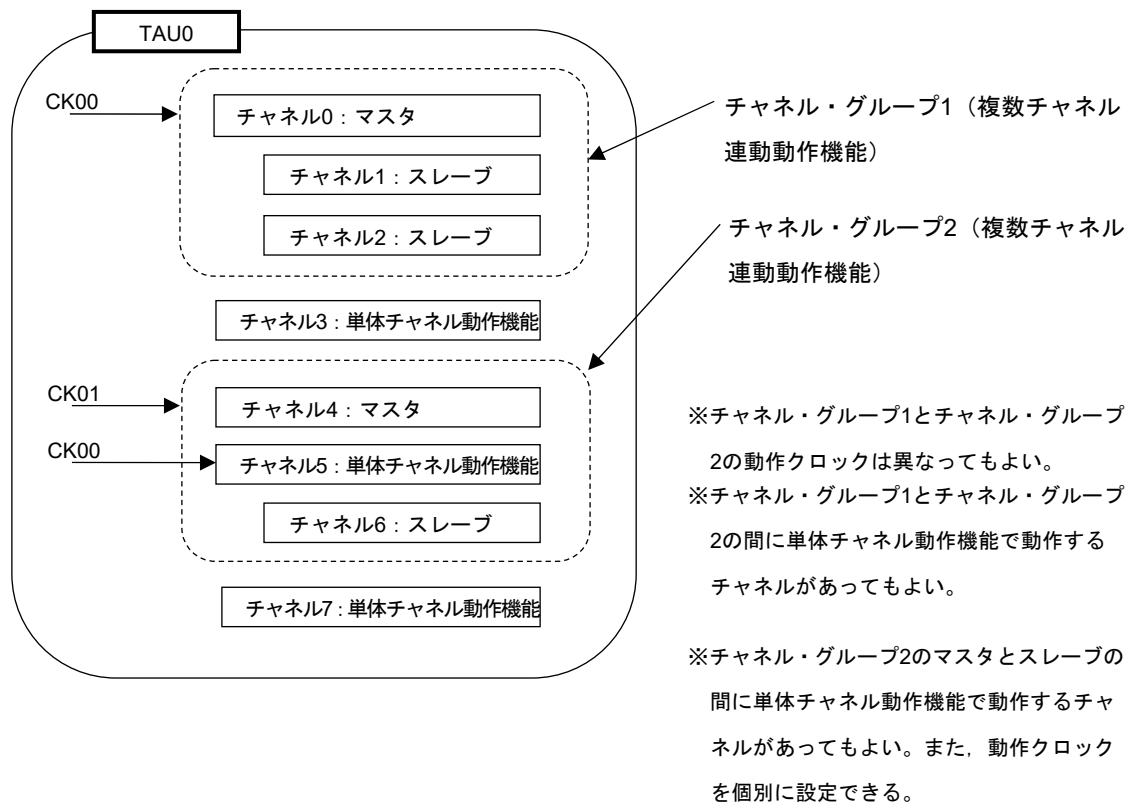 TAU0
CK00
チャネル0：マスタ
チャネル1：スレーブ
チャネル2：スレーブ
チャネル・グループ1（複数チャネル
連動動作機能）
チャネル・グループ2（複数チャネル
連動動作機能）
チャネル3：単体チャネル動作機能
CK01
チャネル4：マスタ
CK00
チャネル5：単体チャネル動作機能
チャネル6：スレーブ
チャネル7：単体チャネル動作機能
※チャネル・グループ1とチャネル・グループ
2の動作クロックは異なってもよい。
※チャネル・グループ1とチャネル・グループ
2の間に単体チャネル動作機能で動作する
チャネルがあってもよい。
※チャネル・グループ2のマスタとスレーブの
間に単体チャネル動作機能で動作するチャ
ネルがあってもよい。また，動作クロック
を個別に設定できる。